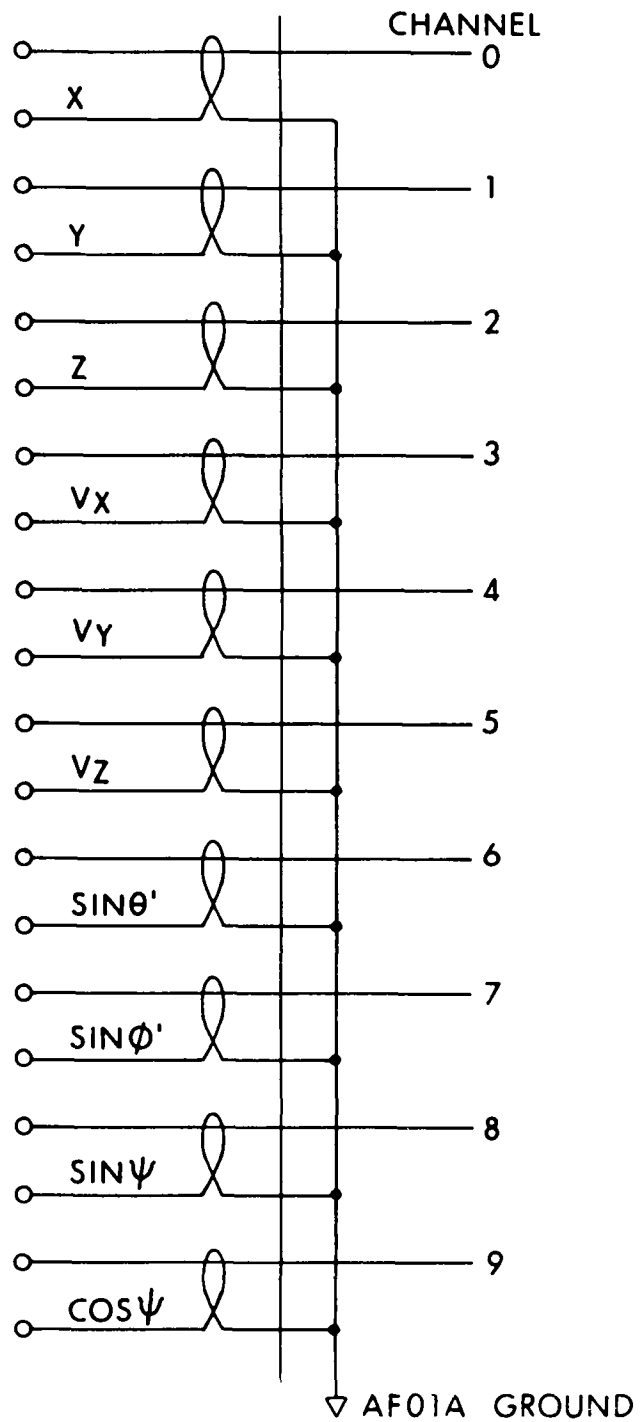 CHANNEL
0
X
1
Y
2
Z
3
VX
4
VY
5
VZ
6
SINθ'
7
SINϕ'
8
SINψ
9
COSψ
AF01A GROUND